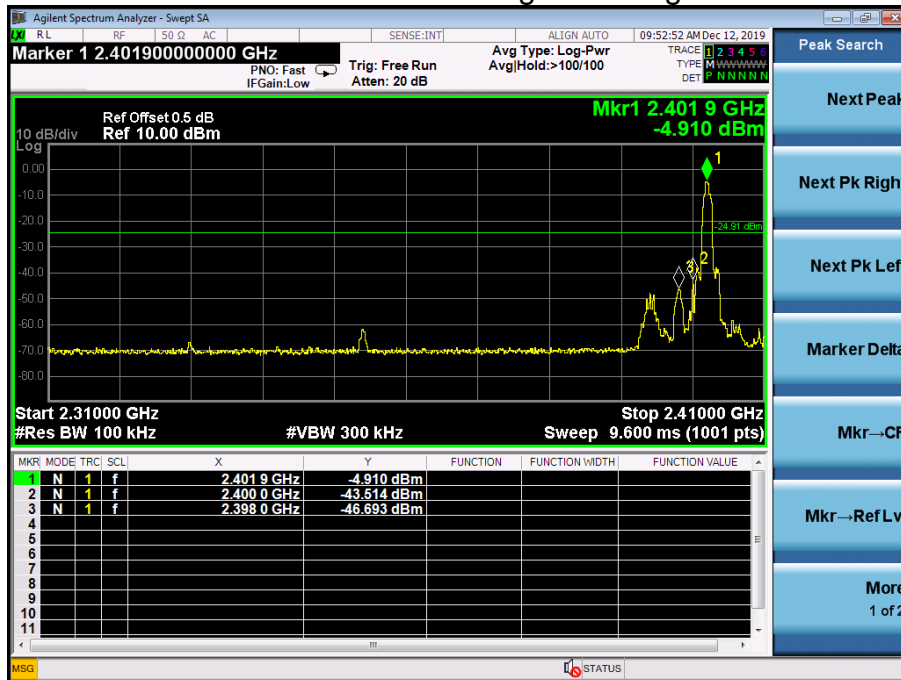 Agilent Spectrum Analyzer - Swept SA
LXI RL RF 50 Ω AC SENSE:INT ALIGN AUTO 09:52:52 AM Dec 12, 2019
Marker 1 2.401900000000 GHz
PNO: Fast
IFGain:Low
Trig: Free Run
Atten: 20 dB
Avg Type: Log-Pwr
Avg|Hold:>100/100
TRACE 1 2 3 4 5 6
TYPE M WWWWW
DET P N N N N N
Peak Search
Next Peak
Next Pk Righ
Next Pk Lef
Marker Delta
Mkr→CF
Mkr→Ref Lv
More
1 of 2
Mkr1 2.401 9 GHz
-4.910 dBm
Ref Offset 0.5 dB
10 dB/div Ref 10.00 dBm
Log
0.00
-10.0
-20.0
-30.0
-40.0
-50.0
-60.0
-70.0
-80.0
1
-24.91 dBm
3 2
Start 2.31000 GHz Stop 2.41000 GHz
#Res BW 100 kHz #VBW 300 kHz Sweep 9.600 ms (1001 pts)
MKR MODE TRC SCL X Y FUNCTION FUNCTION WIDTH FUNCTION VALUE
1 N 1 f 2.401 9 GHz -4.910 dBm
2 N 1 f 2.400 0 GHz -43.514 dBm
3 N 1 f 2.398 0 GHz -46.693 dBm
4
5
6
7
8
9
10
11
MSG STATUS